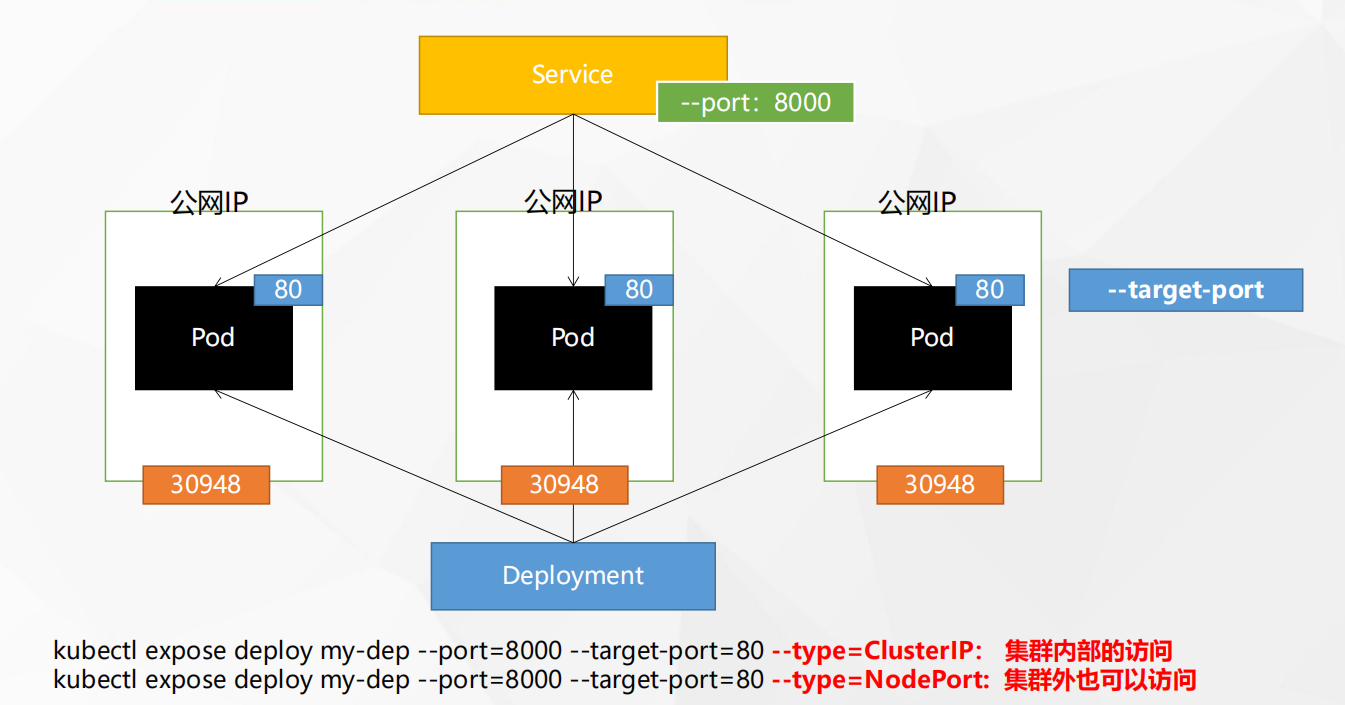 Service
--port：8000
公网IP
公网IP
公网IP
80
80
80
--target-port
Pod
Pod
Pod
30948
30948
30948
Deployment
kubectl expose deploy my-dep --port=8000 --target-port=80 --type=ClusterIP： 集群内部的访问
kubectl expose deploy my-dep --port=8000 --target-port=80 --type=NodePort：集群外也可以访问